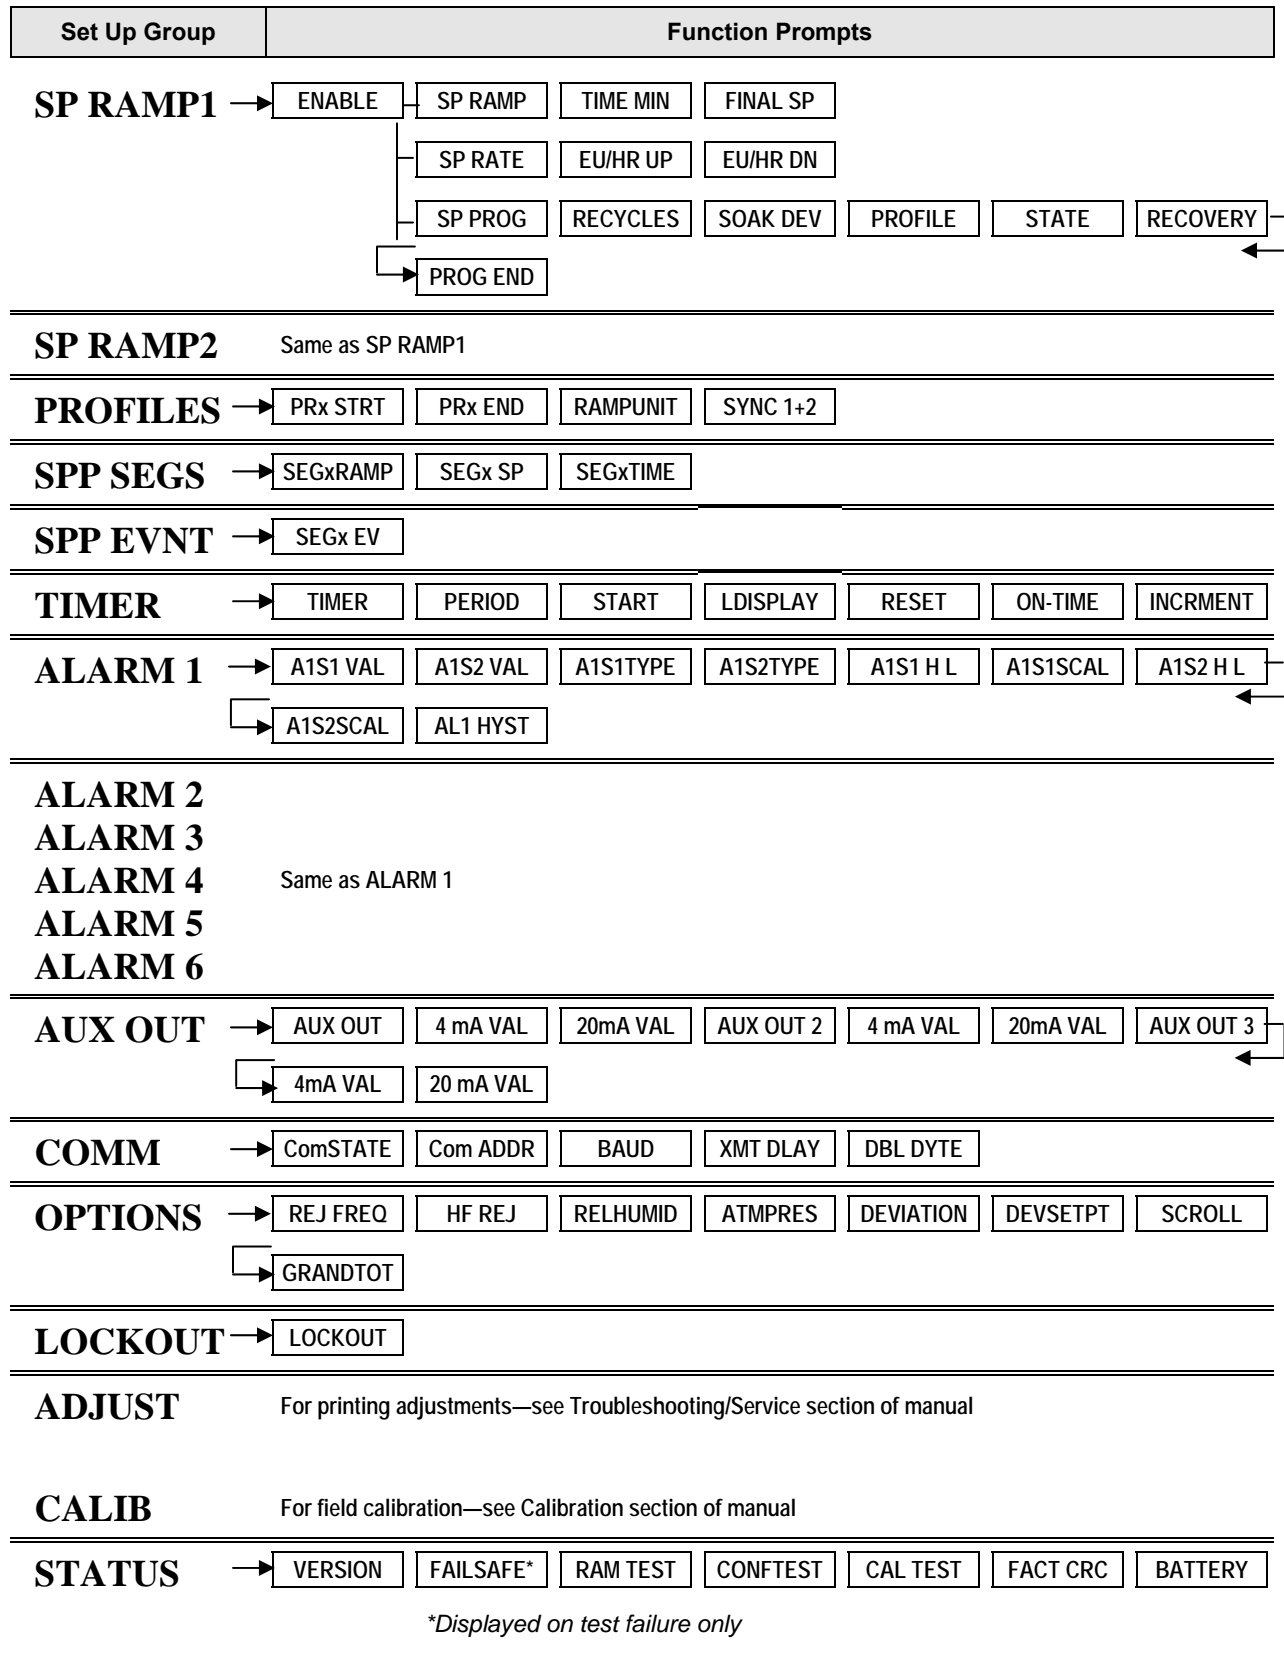 Set Up Group Function Prompts
SP RAMP1 ENABLE SP RAMP TIME MIN FINAL SP
SP RATE EU/HR UP EU/HR DN
SP PROG RECYCLES SOAK DEV PROFILE STATE RECOVERY
PROG END
SP RAMP2 Same as SP RAMP1
PROFILES PRx STRT PRx END RAMPUNIT SYNC 1+2
SPP SEGS SEGxRAMP SEGx SP SEGxTIME
SPP EVNT SEGx EV
TIMER TIMER PERIOD START LDISPLAY RESET ON-TIME INCRMENT
ALARM 1 A1S1 VAL A1S2 VAL A1S1TYPE A1S2TYPE A1S1 H L A1S1SCAL A1S2 H L
A1S2SCAL AL1 HYST
ALARM 2
ALARM 3
ALARM 4 Same as ALARM 1
ALARM 5
ALARM 6
AUX OUT AUX OUT 4 mA VAL 20mA VAL AUX OUT 2 4 mA VAL 20mA VAL AUX OUT 3
4mA VAL 20 mA VAL
COMM ComSTATE Com ADDR BAUD XMT DLAY DBL DYTE
OPTIONS REJ FREQ HF REJ RELHUMID ATMPRES DEVIATION DEVSETPT SCROLL
GRANDTOT
LOCKOUT LOCKOUT
ADJUST For printing adjustments—see Troubleshooting/Service section of manual
CALIB For field calibration—see Calibration section of manual
STATUS VERSION FAILSAFE* RAM TEST CONFTEST CAL TEST FACT CRC BATTERY
*Displayed on test failure only